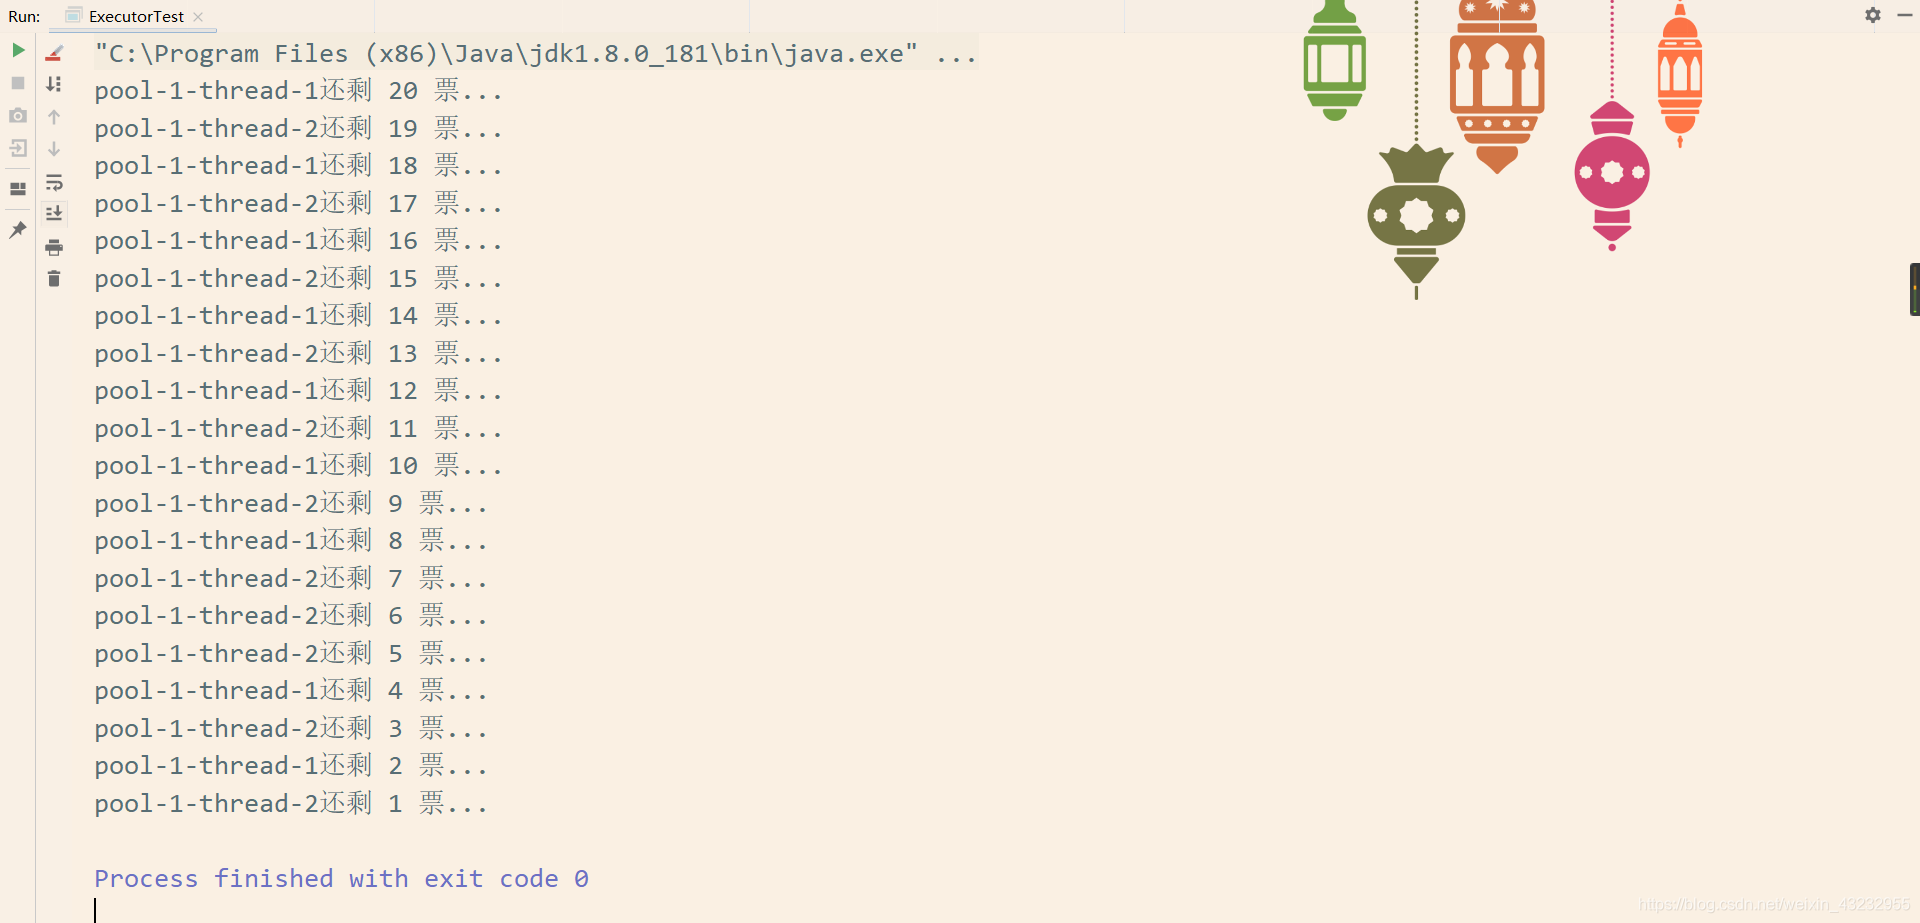 Run: ExecutorTest
"C:\Program Files (x86)\Java\jdk1.8.0_181\bin\java.exe" ...
pool-1-thread-1还剩 20 票...
pool-1-thread-2还剩 19 票...
pool-1-thread-1还剩 18 票...
pool-1-thread-2还剩 17 票...
pool-1-thread-1还剩 16 票...
pool-1-thread-2还剩 15 票...
pool-1-thread-1还剩 14 票...
pool-1-thread-2还剩 13 票...
pool-1-thread-1还剩 12 票...
pool-1-thread-2还剩 11 票...
pool-1-thread-1还剩 10 票...
pool-1-thread-2还剩 9 票...
pool-1-thread-1还剩 8 票...
pool-1-thread-2还剩 7 票...
pool-1-thread-2还剩 6 票...
pool-1-thread-2还剩 5 票...
pool-1-thread-1还剩 4 票...
pool-1-thread-2还剩 3 票...
pool-1-thread-1还剩 2 票...
pool-1-thread-2还剩 1 票...
Process finished with exit code 0
https://blog.csdn.net/weixin_43232955